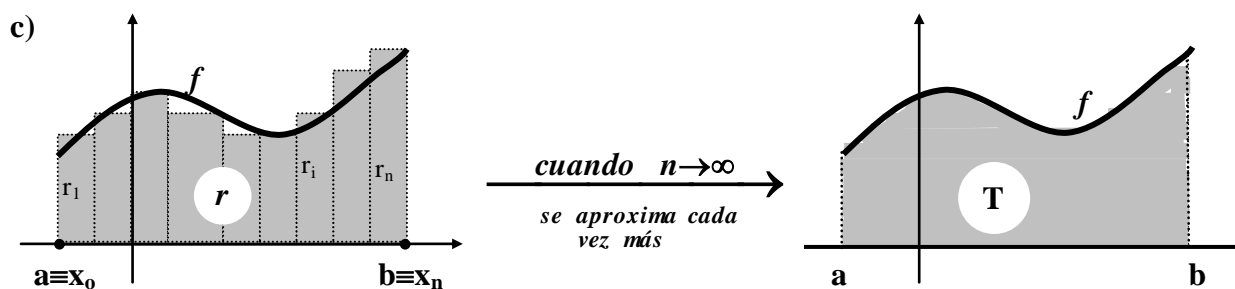 c)
f
r₁
r
rᵢ
rₙ
a≡xₒ
b≡xₙ
cuando n→∞
se aproxima cada
vez más
f
T
a
b